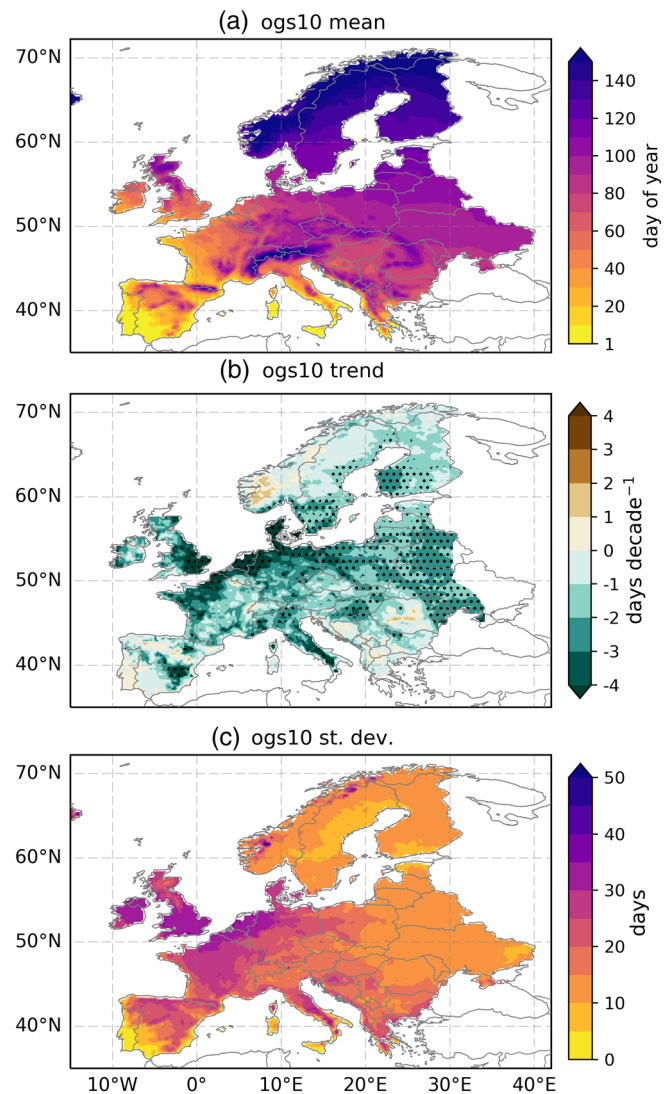 (a) ogs10 mean
70°N
60°N
50°N
40°N
140
120
100
80
60
40
20
1
day of year
(b) ogs10 trend
70°N
60°N
50°N
40°N
4
3
2
1
0
-1
-2
-3
-4
days decade⁻¹
(c) ogs10 st. dev.
70°N
60°N
50°N
40°N
10°W 0° 10°E 20°E 30°E 40°E
50
40
30
20
10
0
days